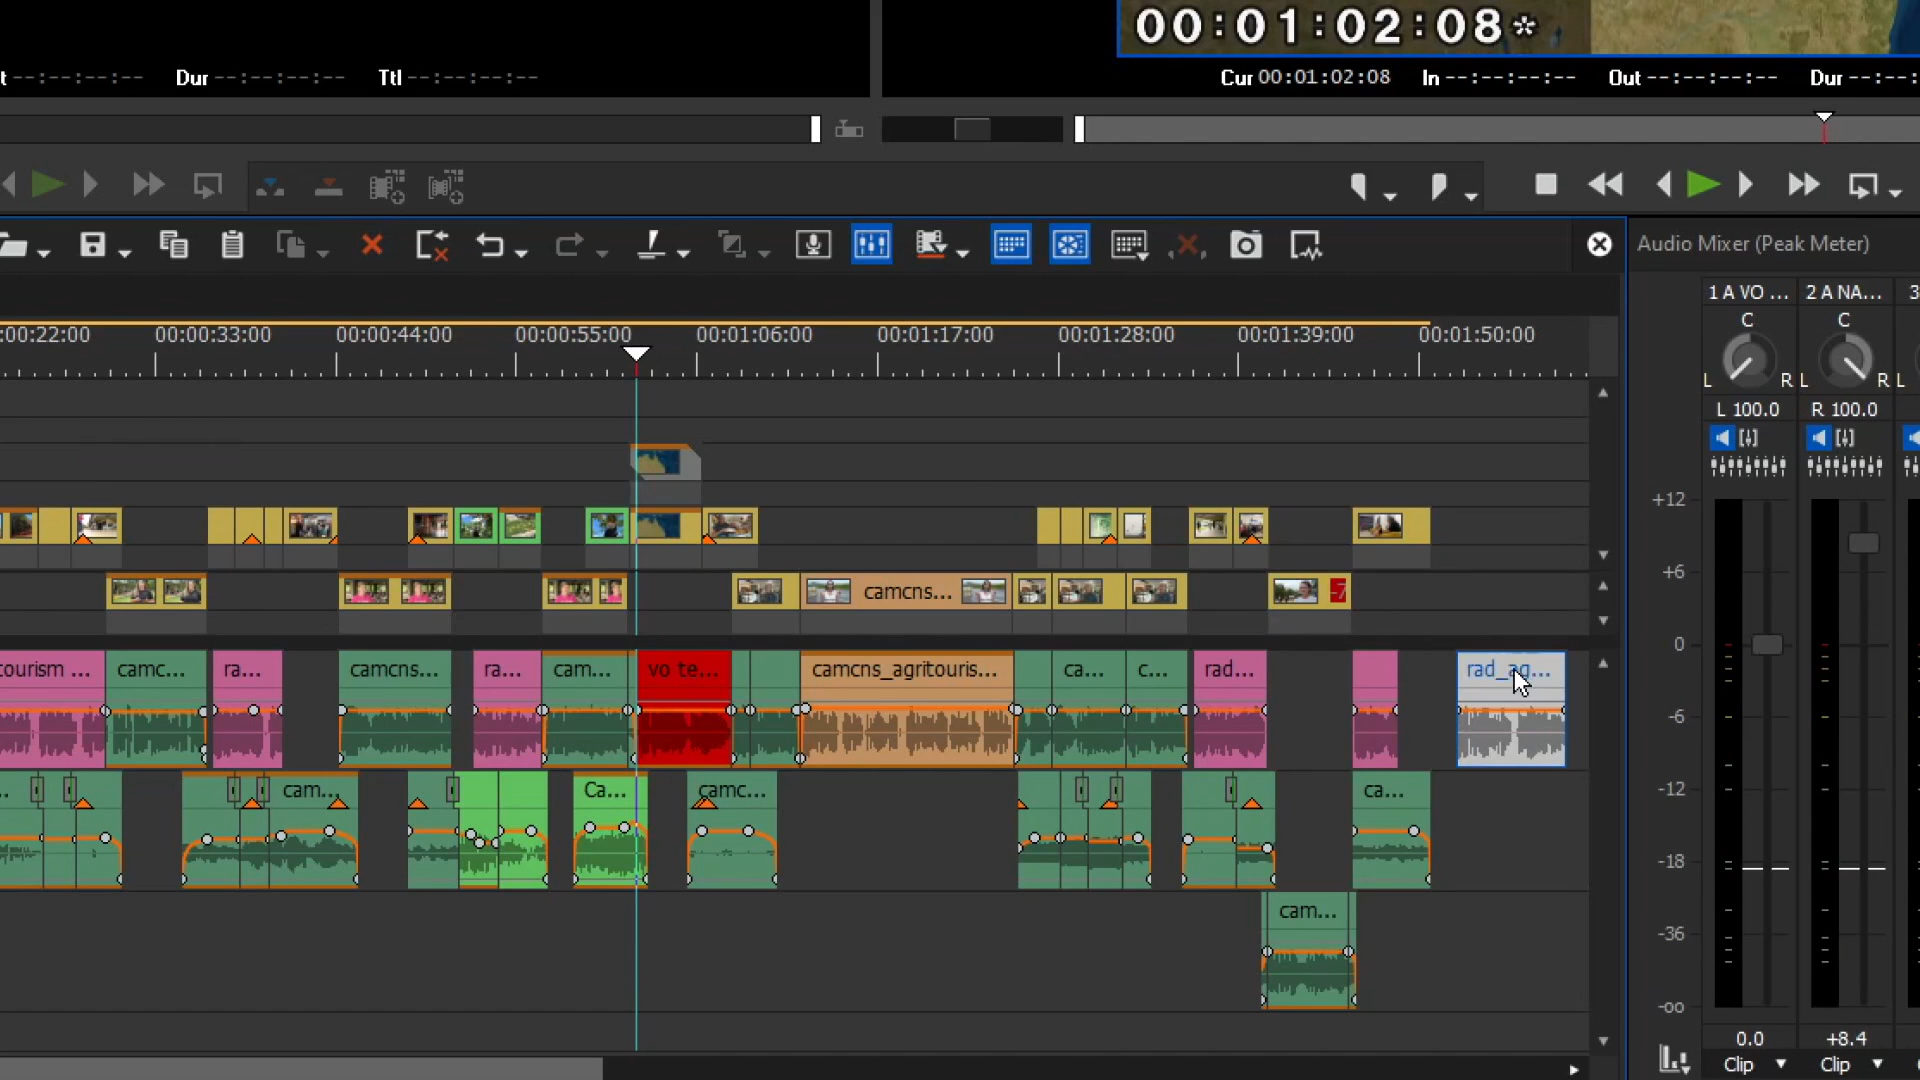 00:01:02:08*
t --:--:--:-- Dur --:--:--:-- Ttl --:--:--:--
Cur 00:01:02:08 In --:--:--:-- Out --:--:--:-- Dur --:--:--:
Audio Mixer (Peak Meter)
1 A VO ... 2 A NA... 3
C C
:00:22:00 00:00:33:00 00:00:44:00 00:00:55:00 00:01:06:00 00:01:17:00 00:01:28:00 00:01:39:00 00:01:50:00
L R L R L
L 100.0 R 100.0
+12
+6
0
-6
-12
-18
-36
-oo
camcns... -7
tourism ... camc... ra... camcns... ra... cam... vo te... camcns_agritouris... ca... c... rad... rad_ag...
.. cam... Ca... camc... ca...
cam...
0.0 +8.4
Clip Clip